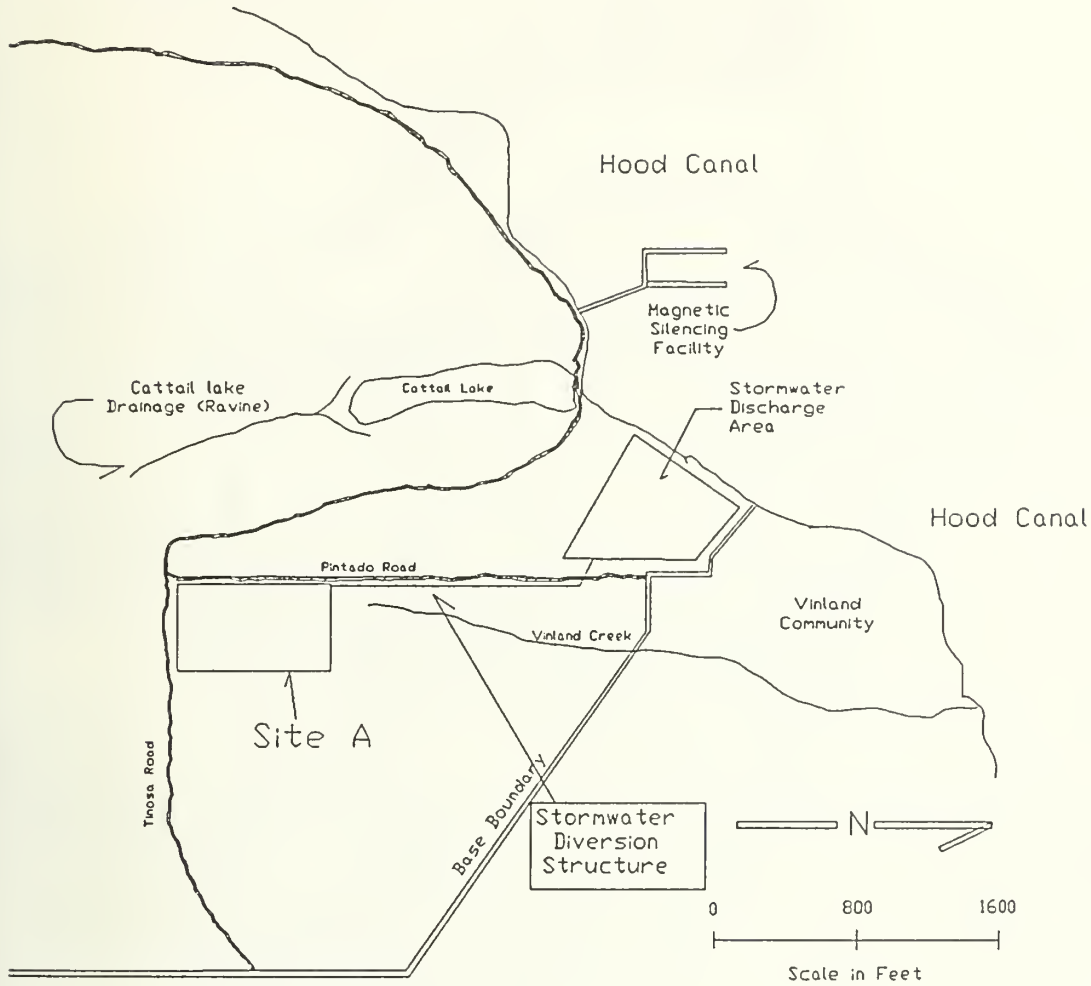 Hood Canal
Magnetic
Silencing
Facility
Cattail lake
Drainage (Ravine)
Cattail Lake
Stormwater
Discharge
Area
Hood Canal
Pintado Road
Vinland
Community
Vinland Creek
Site A
Tinosa Road
Base Boundary
Stormwater
Diversion
Structure
N
0 800 1600
Scale in Feet